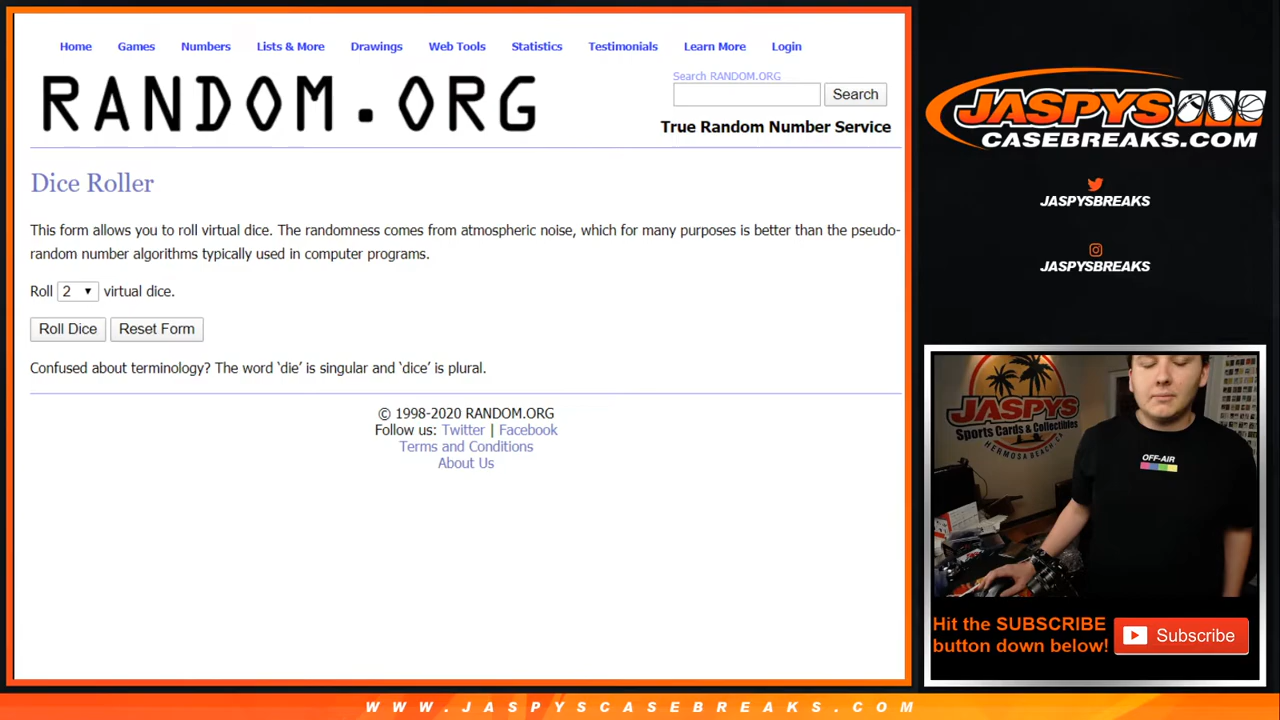 Home Games Numbers Lists & More Drawings Web Tools Statistics Testimonials Learn More Login
RANDOM.ORG
Search RANDOM.ORG
Search
True Random Number Service
Dice Roller
This form allows you to roll virtual dice. The randomness comes from atmospheric noise, which for many purposes is better than the pseudo-
random number algorithms typically used in computer programs.
Roll 2 virtual dice.
Roll Dice Reset Form
Confused about terminology? The word ‘die’ is singular and ‘dice’ is plural.
© 1998-2020 RANDOM.ORG
Follow us: Twitter | Facebook
Terms and Conditions
About Us
JASPYS
CASEBREAKS.COM
JASPYSBREAKS
JASPYSBREAKS
JASPYS
Sports Cards & Collectibles
HERMOSA BEACH, CA
OFF-AIR
Hit the SUBSCRIBE
button down below!
Subscribe
WWW.JASPYSCASEBREAKS.COM